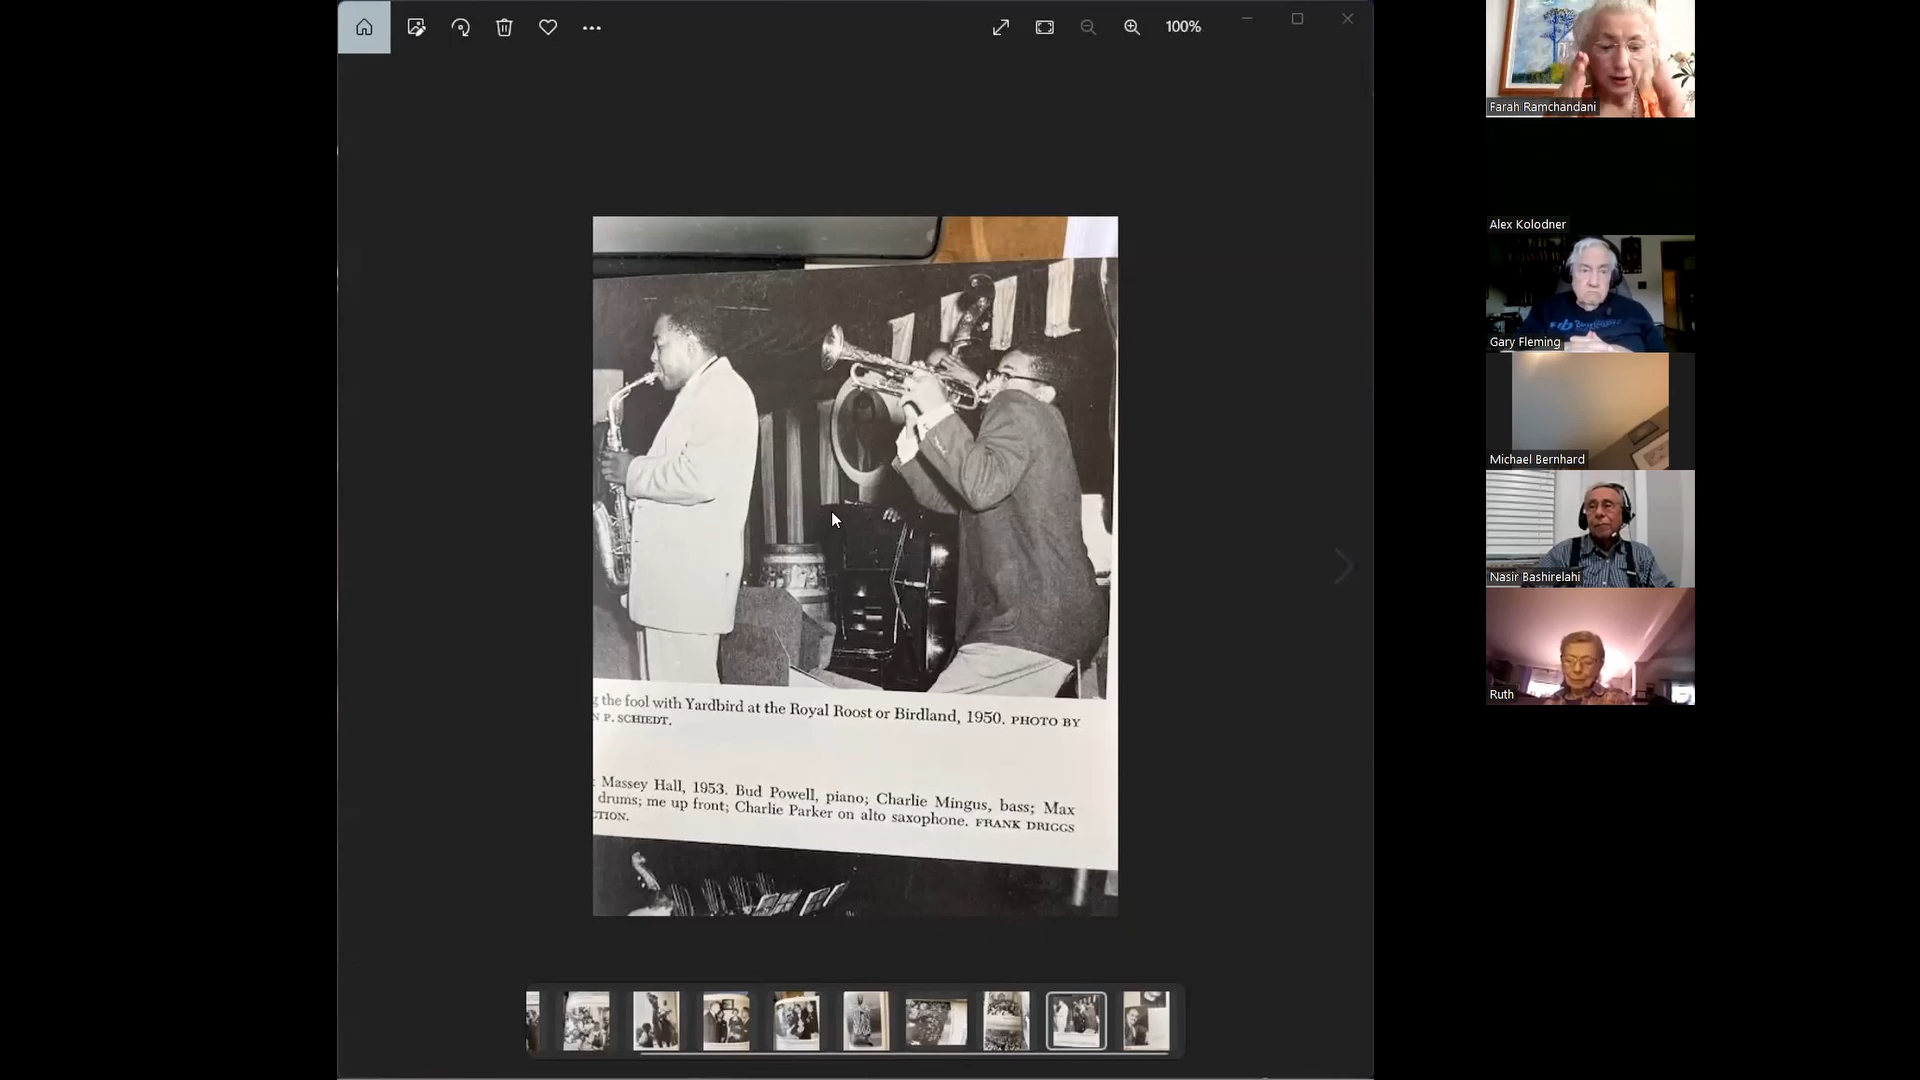 100%
g the fool with Yardbird at the Royal Roost or Birdland, 1950. PHOTO BY
N P. SCHIEDT.
: Massey Hall, 1953. Bud Powell, piano; Charlie Mingus, bass; Max
drums; me up front; Charlie Parker on alto saxophone. FRANK DRIGGS
CTION.
Farah Ramchandani
Alex Kolodner
Gary Fleming
Michael Bernhard
Nasir Bashirelahi
Ruth